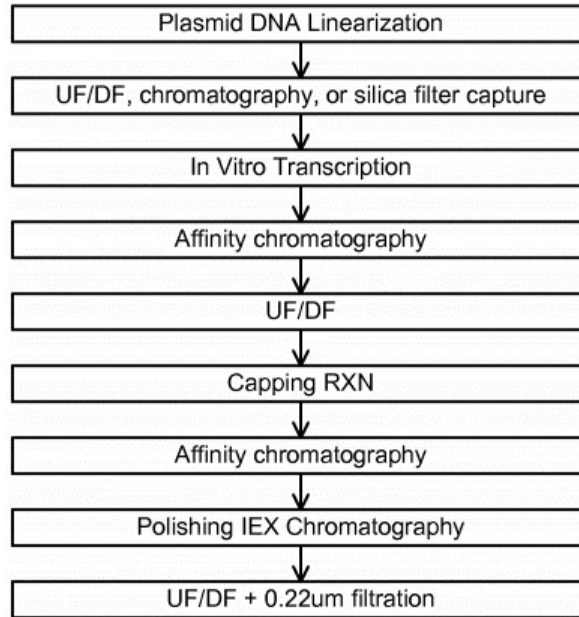 Plasmid DNA Linearization
UF/DF, chromatography, or silica filter capture
In Vitro Transcription
Affinity chromatography
UF/DF
Capping RXN
Affinity chromatography
Polishing IEX Chromatography
UF/DF + 0.22um filtration